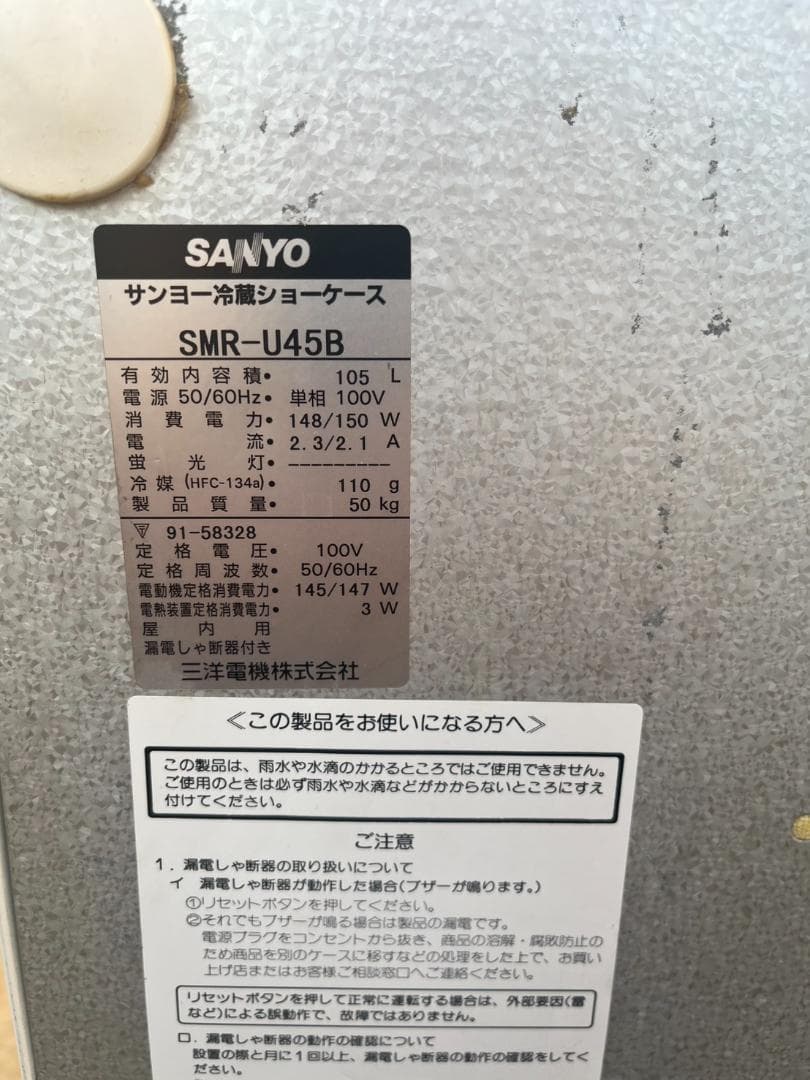 SANYO
サンヨー冷蔵ショーケース
SMR-U45B
有効内容積• 105 L
電源 50/60Hz• 単相 100V
消費電力• 148/150 W
電流• 2.3/2.1 A
蛍光灯• ----------
冷媒(HFC-134a)• 110 g
製品質量• 50 kg
91-58328
定格電圧• 100V
定格周波数• 50/60Hz
電動機定格消費電力• 145/147 W
電熱装置定格消費電力• 3 W
屋内用
漏電しゃ断器付き
三洋電機株式会社
≪この製品をお使いになる方へ≫
この製品は、雨水や水滴のかかるところではご使用できません。
ご使用のときは必ず雨水や水滴などがかからないところにすえ
付けてください。
ご注意
1. 漏電しゃ断器の取り扱いについて
イ 漏電しゃ断器が動作した場合(ブザーが鳴ります。)
①リセットボタンを押してください。
②それでもブザーが鳴る場合は製品の漏電です。
電源プラグをコンセントから抜き、商品の溶解・腐敗防止の
ため商品を別のケースに移すなどの処理をした上で、お買い
上げ店またはお客様ご相談窓口へご連絡ください。
リセットボタンを押して正常に運転する場合は、外部要因(雷
など)による誤動作で、故障ではありません。
ロ. 漏電しゃ断器の動作の確認について
設置の際と月に1回以上、漏電しゃ断器の動作の確認をしてく
ださい。